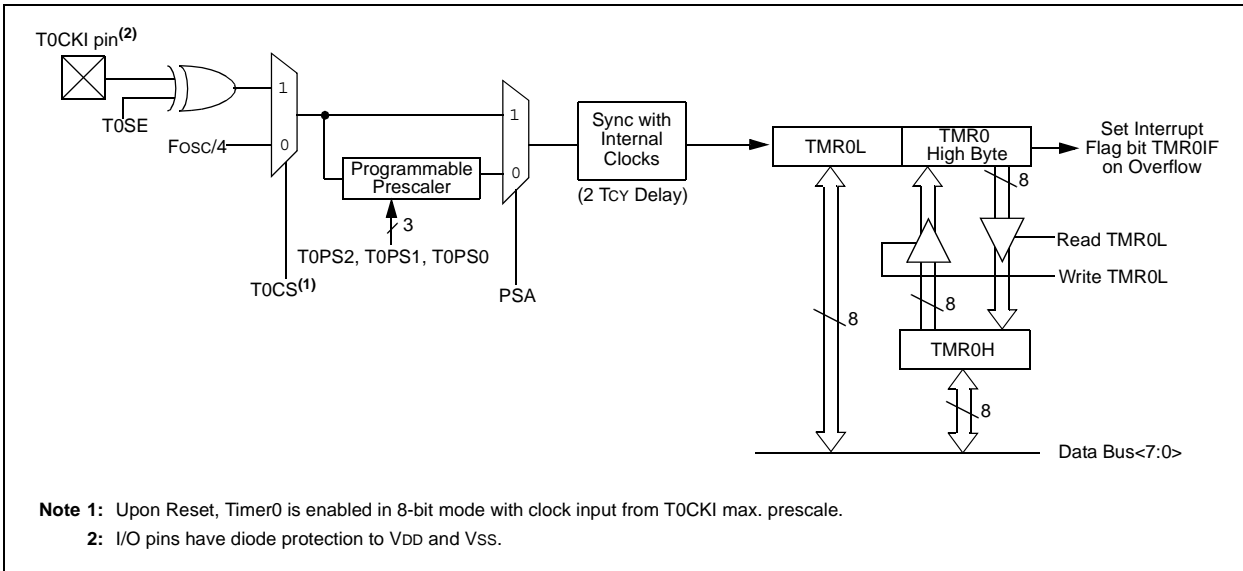 T0CKI pin(2)
T0SE
FOSC/4
1
0
T0CS(1)
Programmable
Prescaler
3
T0PS2, T0PS1, T0PS0
1
0
PSA
Sync with
Internal
Clocks
(2 TCY Delay)
TMR0L
TMR0
High Byte
Set Interrupt
Flag bit TMR0IF
on Overflow
8
Read TMR0L
Write TMR0L
8
8
TMR0H
8
Data Bus<7:0>
Note 1: Upon Reset, Timer0 is enabled in 8-bit mode with clock input from T0CKI max. prescale.
2: I/O pins have diode protection to VDD and VSS.